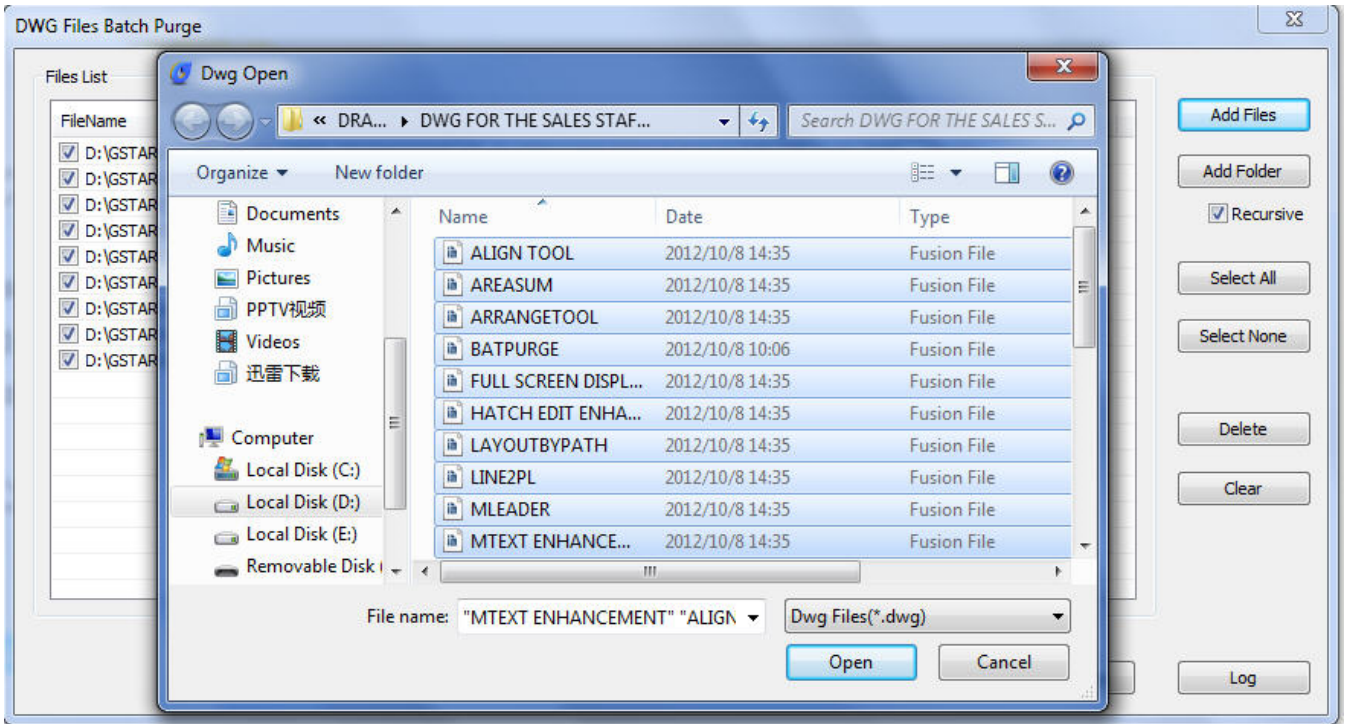 DWG Files Batch Purge
Files List
FileName
D:\GSTAR
D:\GSTAR
D:\GSTAR
D:\GSTAR
D:\GSTAR
D:\GSTAR
D:\GSTAR
D:\GSTAR
D:\GSTAR
Dwg Open
« DRA... ▸ DWG FOR THE SALES STAF...
Search DWG FOR THE SALES S...
Organize ▾ New folder
Documents
Music
Pictures
PPTV视频
Videos
迅雷下载
Computer
Local Disk (C:)
Local Disk (D:)
Local Disk (E:)
Removable Disk (
Name Date Type
ALIGN TOOL 2012/10/8 14:35 Fusion File
AREASUM 2012/10/8 14:35 Fusion File
ARRANGETOOL 2012/10/8 14:35 Fusion File
BATPURGE 2012/10/8 10:06 Fusion File
FULL SCREEN DISPL... 2012/10/8 14:35 Fusion File
HATCH EDIT ENHA... 2012/10/8 14:35 Fusion File
LAYOUTBYPATH 2012/10/8 14:35 Fusion File
LINE2PL 2012/10/8 14:35 Fusion File
MLEADER 2012/10/8 14:35 Fusion File
MTEXT ENHANCE... 2012/10/8 14:35 Fusion File
File name: "MTEXT ENHANCEMENT" "ALIGN
Dwg Files(*.dwg)
Open Cancel
Add Files
Add Folder
Recursive
Select All
Select None
Delete
Clear
Log